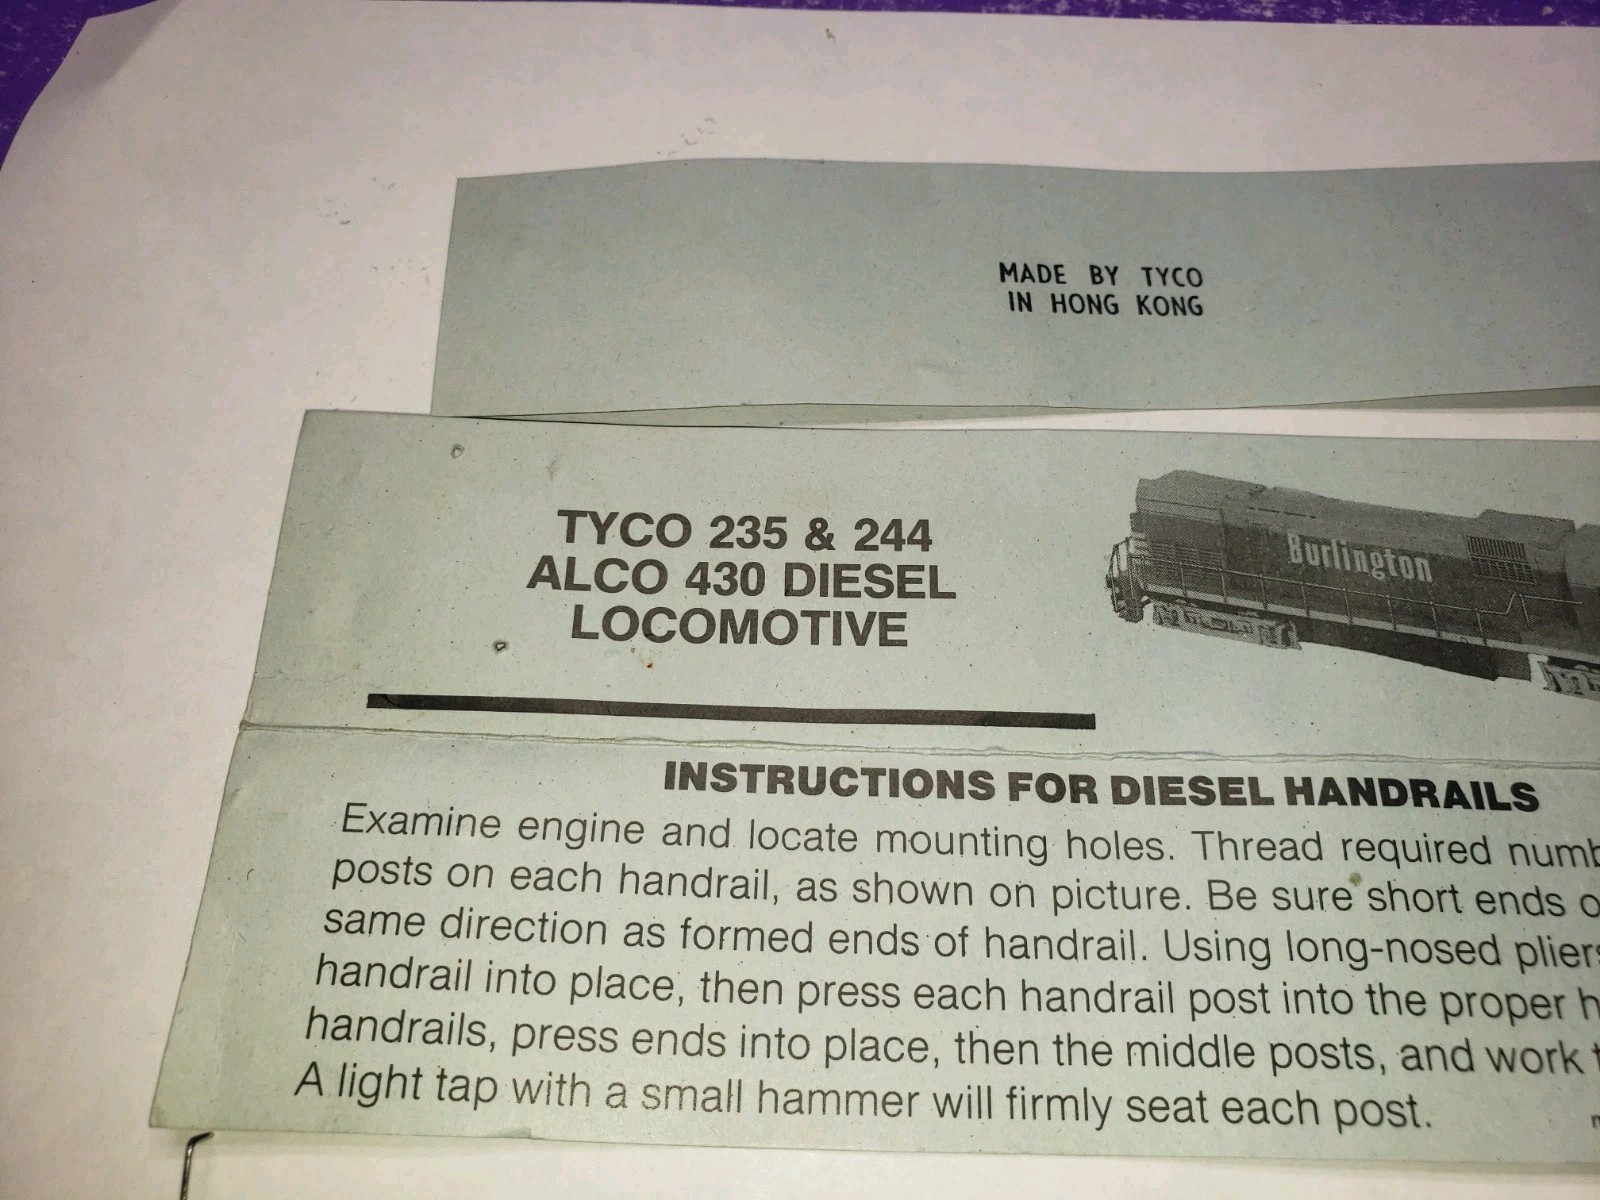 MADE BY TYCO
IN HONG KONG
TYCO 235 & 244
ALCO 430 DIESEL
LOCOMOTIVE
Burlington
INSTRUCTIONS FOR DIESEL HANDRAILS
Examine engine and locate mounting holes. Thread required
posts on each handrail, as shown on picture. Be sure short ends
same direction as formed ends of handrail. Using long-nosed
handrail into place, then press each handrail post into the proper
handrails, press ends into place, then the middle posts, and work
A light tap with a small hammer will firmly seat each post.